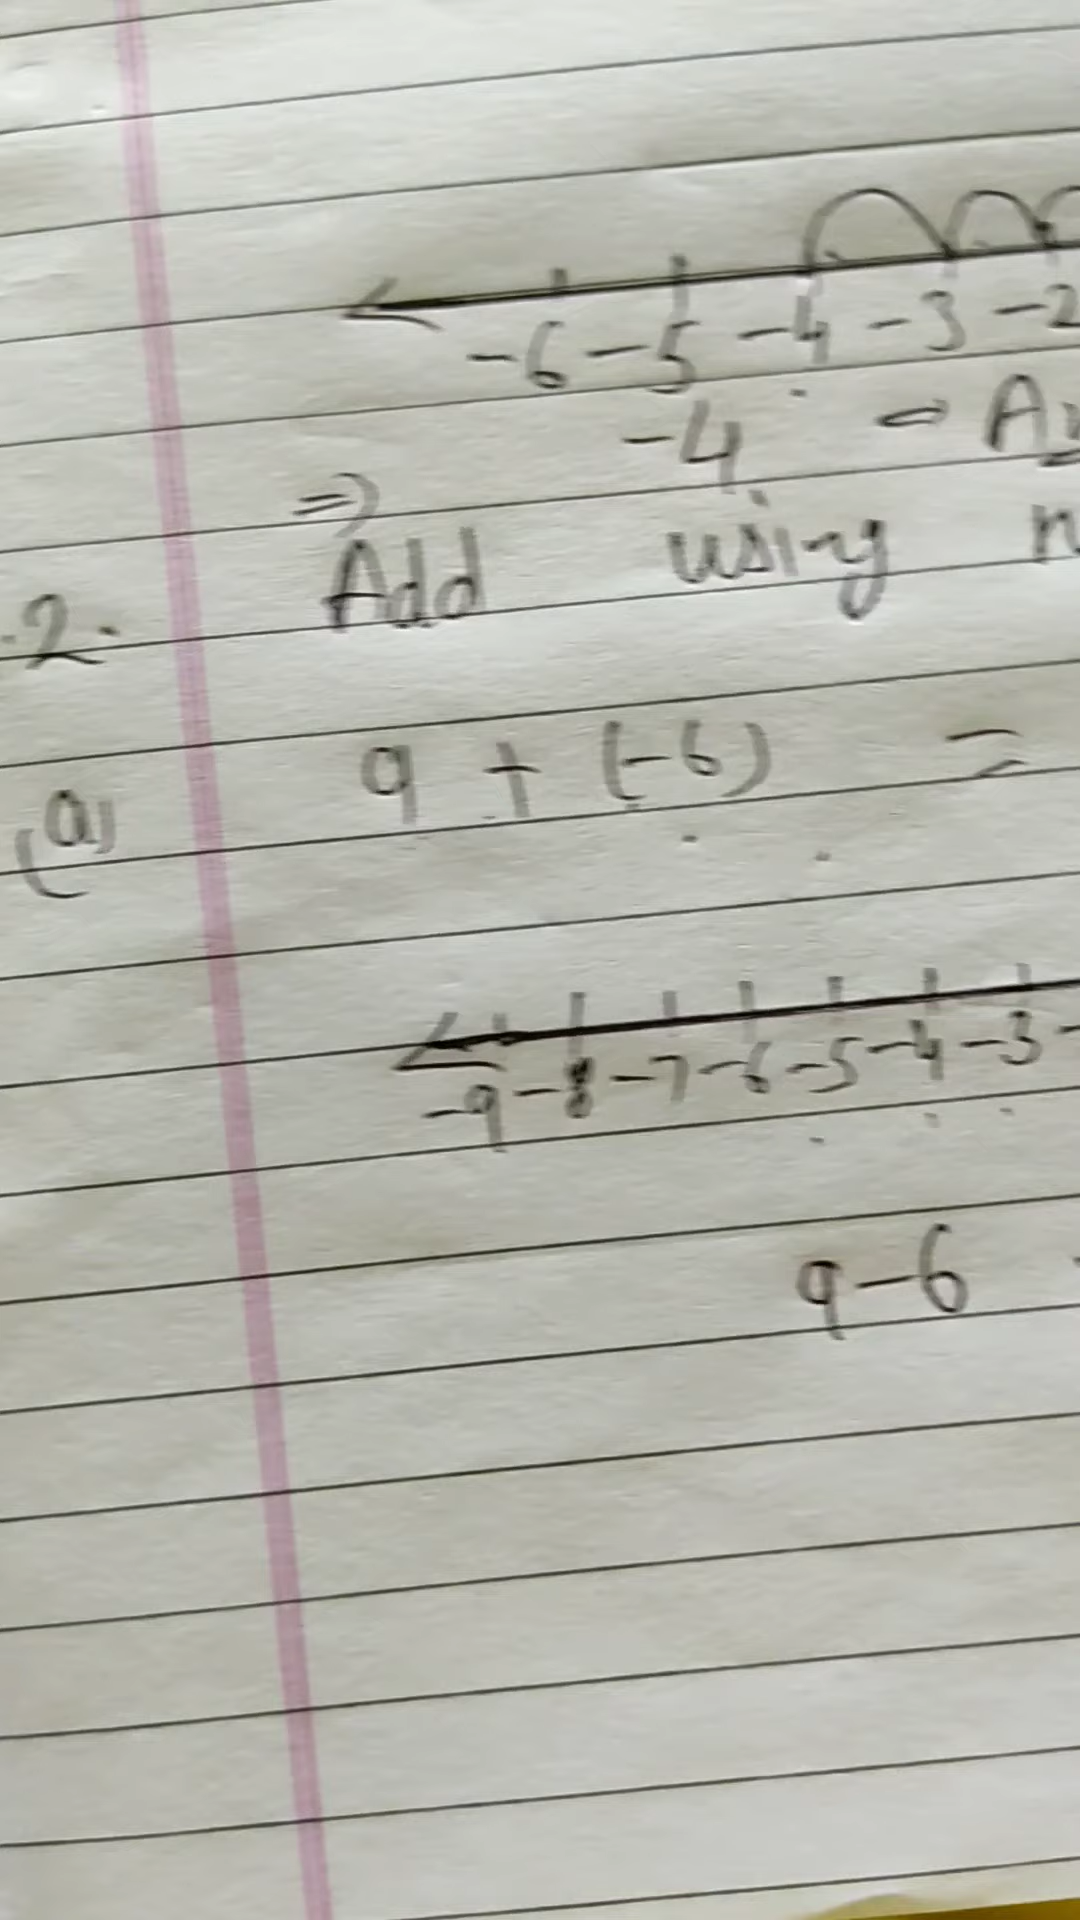 -6 -5 -4 -3 -2
-4
⇒
2. Add using
(a) 9 + (-6) =
-9 -8 -7 -6 -5 -4 -3 -
9-6